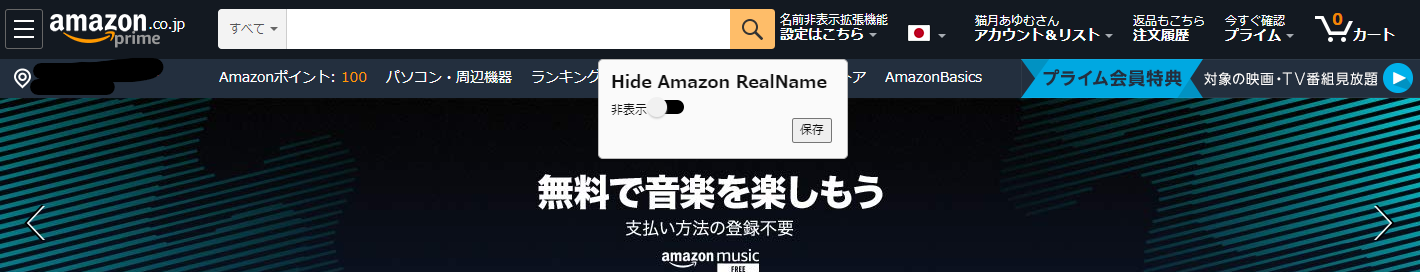 amazon.co.jp
prime
すべて
名前非表示拡張機能
設定はこちら
猫月あゆむさん
アカウント&リスト
返品もこちら
注文履歴
今すぐ確認
プライム
0
カート
Amazonポイント: 100
パソコン・周辺機器
ランキング
トア
AmazonBasics
プライム会員特典
対象の映画・TV番組見放題
Hide Amazon RealName
非表示
保存
無料で音楽を楽しもう
支払い方法の登録不要
amazon music
FREE